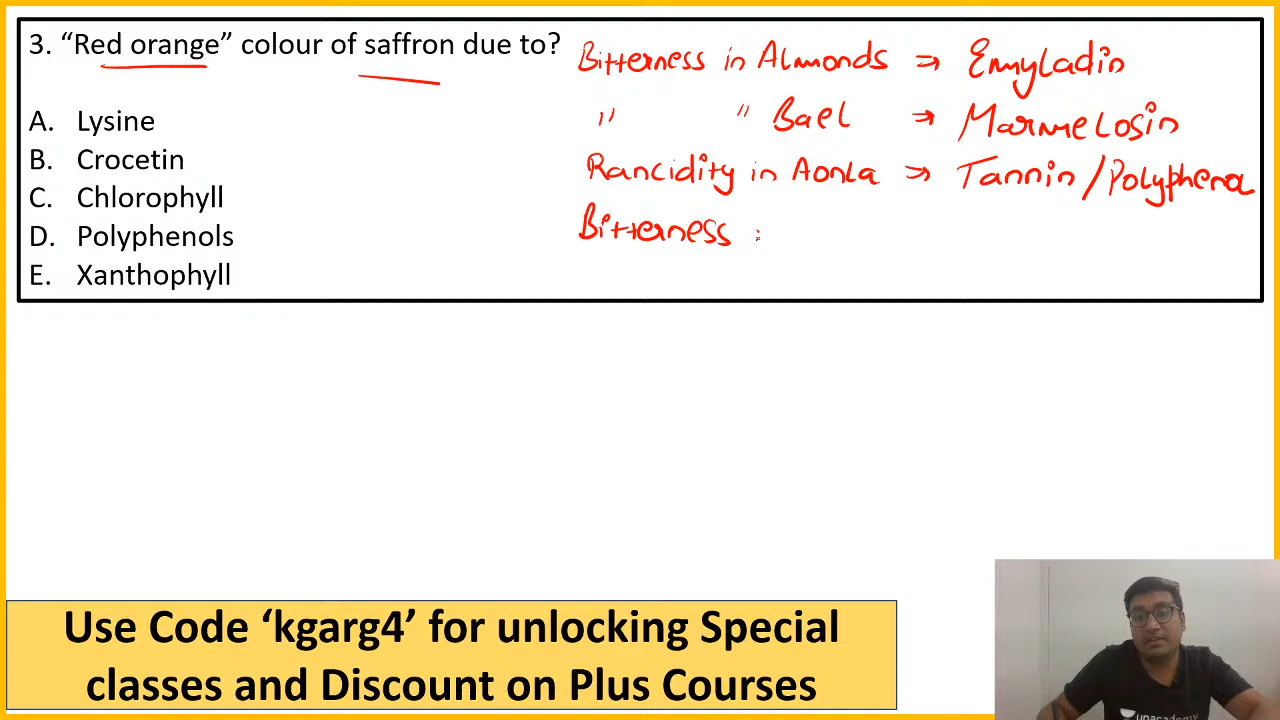 3. “Red orange” colour of saffron due to?
A. Lysine
B. Crocetin
C. Chlorophyll
D. Polyphenols
E. Xanthophyll
Bitterness in Almonds → Emyladin
" " Bael → Marmelosin
Rancidity in Aonla → Tannin/Polyphenol
Bitterness
Use Code ‘kgarg4’ for unlocking Special
classes and Discount on Plus Courses
unacademy